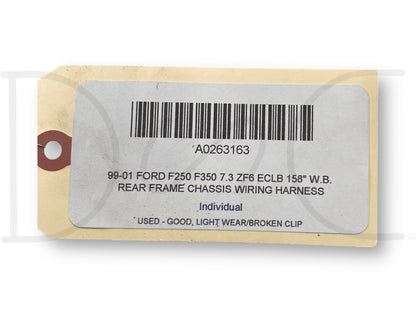 A0263163
99-01 FORD F250 F350 7.3 ZF6 ECLB 158" W.B.
REAR FRAME CHASSIS WIRING HARNESS
Individual
USED - GOOD, LIGHT WEAR/BROKEN CLIP